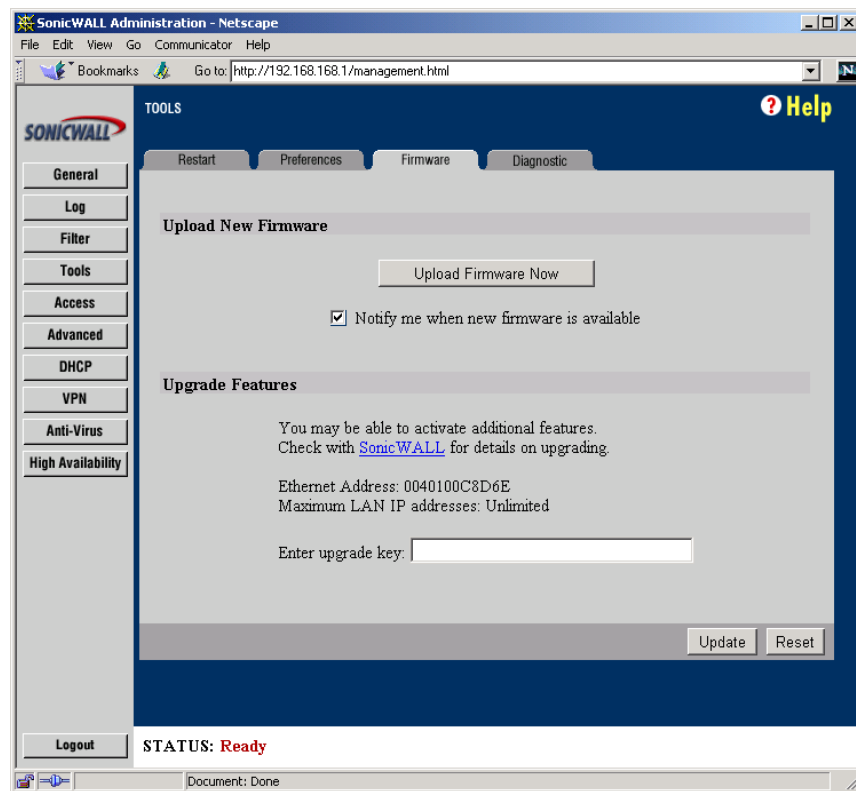 SonicWALL Administration - Netscape
File Edit View Go Communicator Help
Bookmarks Go to: http://192.168.168.1/management.html
N
SONICWALL
TOOLS
? Help
Restart Preferences Firmware Diagnostic
General
Log
Filter
Tools
Access
Advanced
DHCP
VPN
Anti-Virus
High Availability
Upload New Firmware
Upload Firmware Now
Notify me when new firmware is available
Upgrade Features
You may be able to activate additional features.
Check with SonicWALL for details on upgrading.
Ethernet Address: 0040100C8D6E
Maximum LAN IP addresses: Unlimited
Enter upgrade key:
Update Reset
Logout
STATUS: Ready
Document: Done